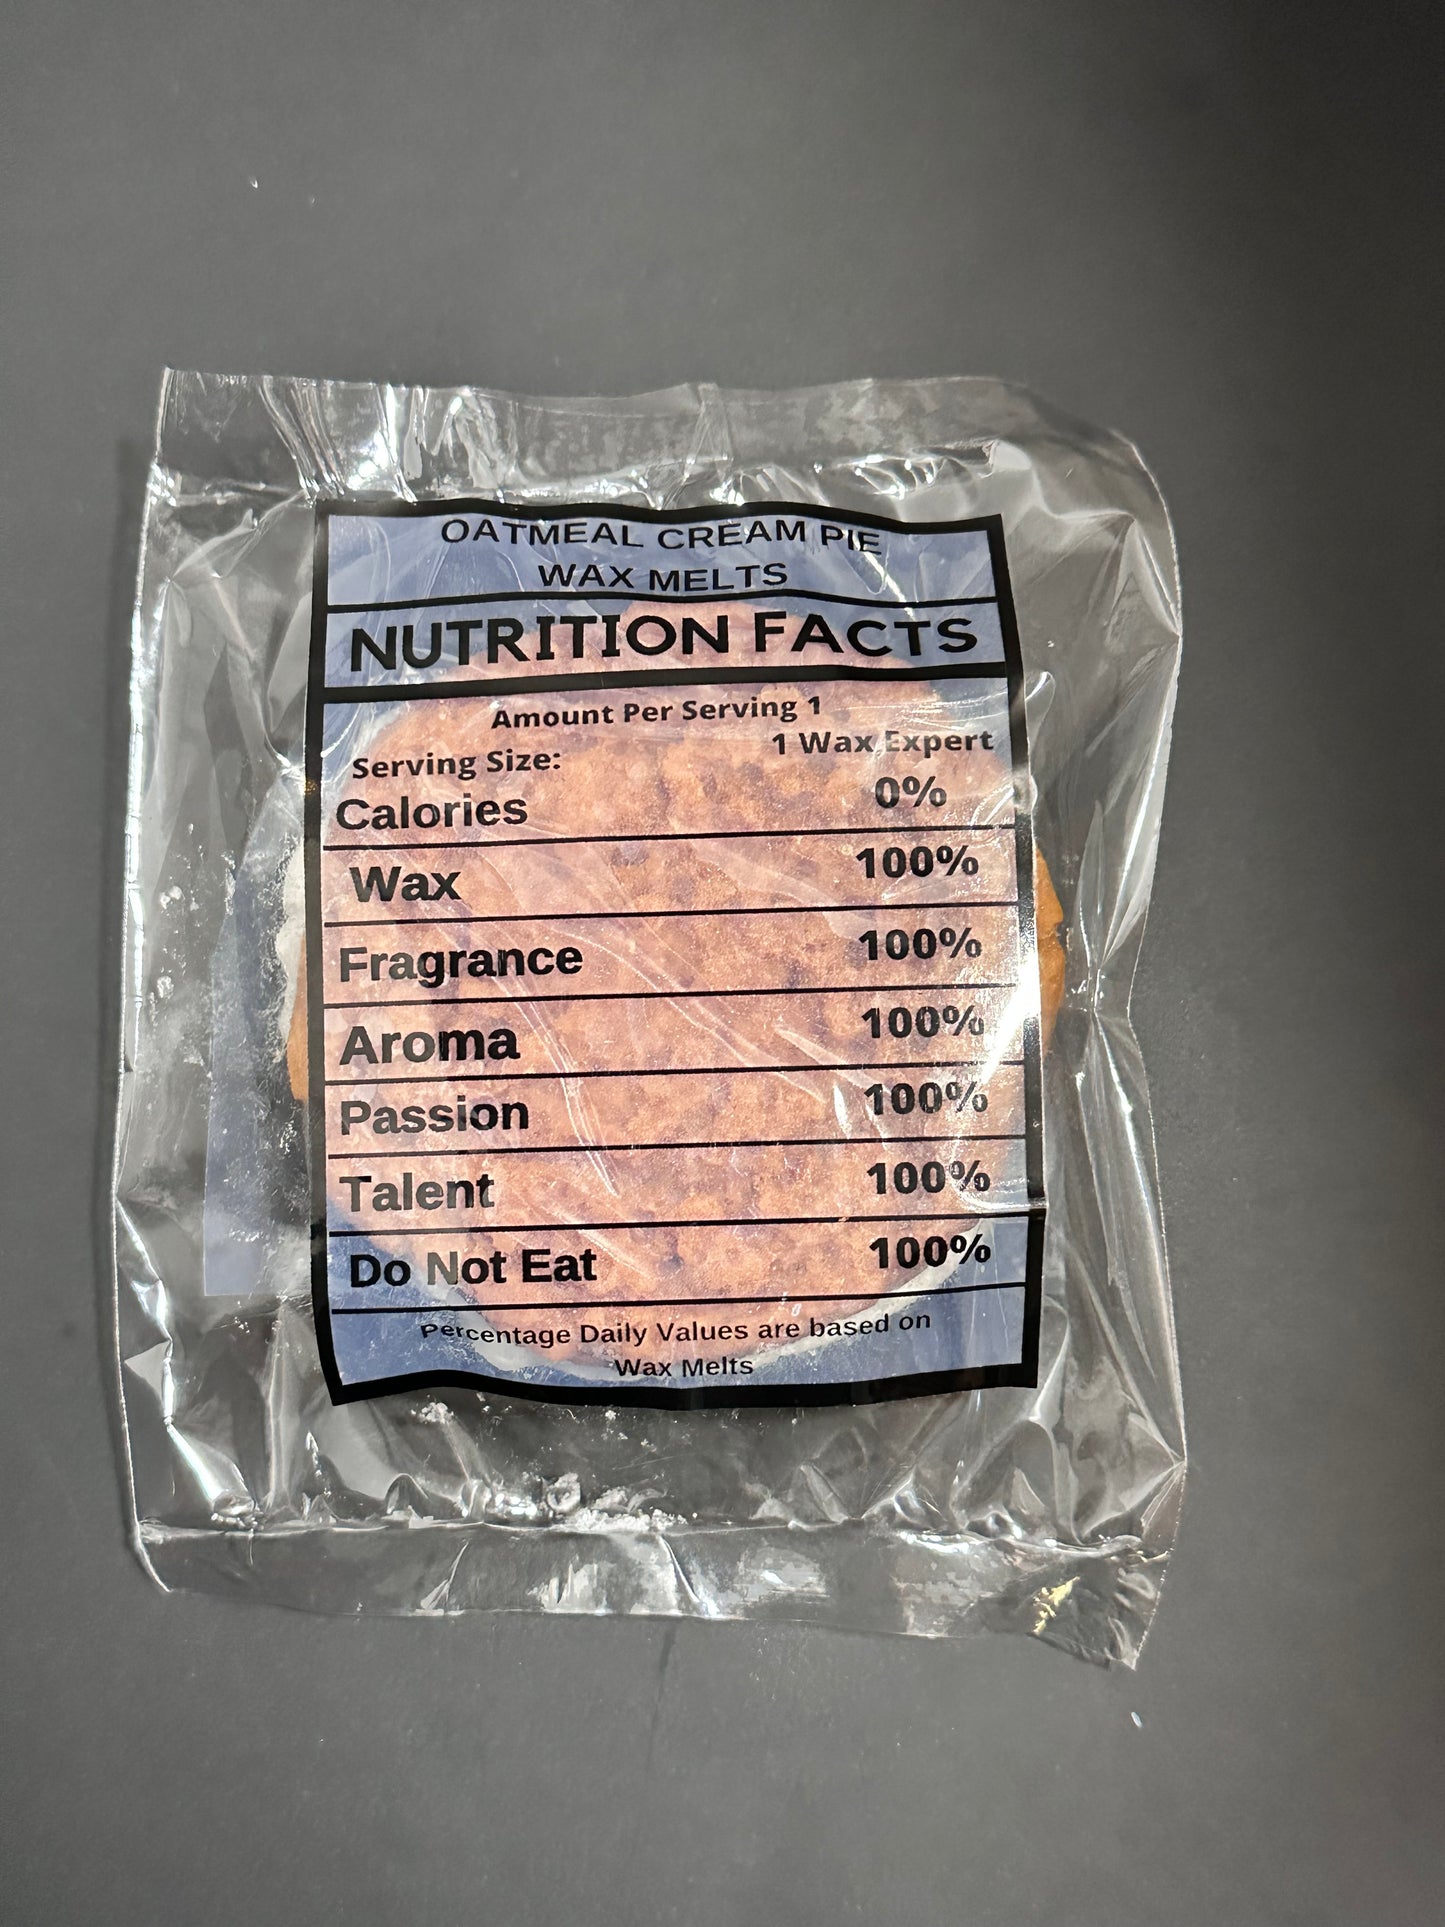 OATMEAL CREAM PIE
WAX MELTS
NUTRITION FACTS
Amount Per Serving 1
Serving Size: 1 Wax Expert
Calories 0%
Wax 100%
Fragrance 100%
Aroma 100%
Passion 100%
Talent 100%
Do Not Eat 100%
Percentage Daily Values are based on
Wax Melts